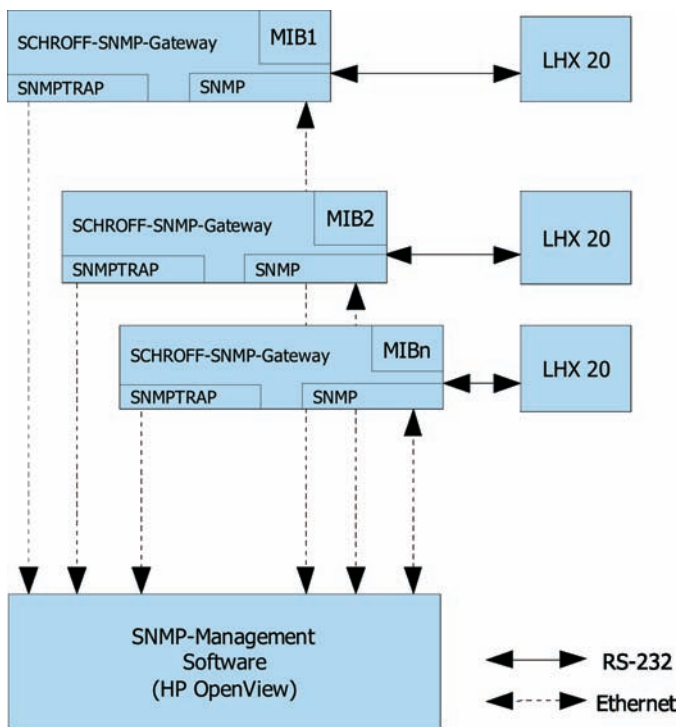 SCHROFF-SNMP-Gateway
MIB1
SNMPTRAP
SNMP
LHX 20
SCHROFF-SNMP-Gateway
MIB2
SNMPTRAP
SNMP
LHX 20
SCHROFF-SNMP-Gateway
MIBn
SNMPTRAP
SNMP
LHX 20
SNMP-Management
Software
(HP OpenView)
RS-232
Ethernet